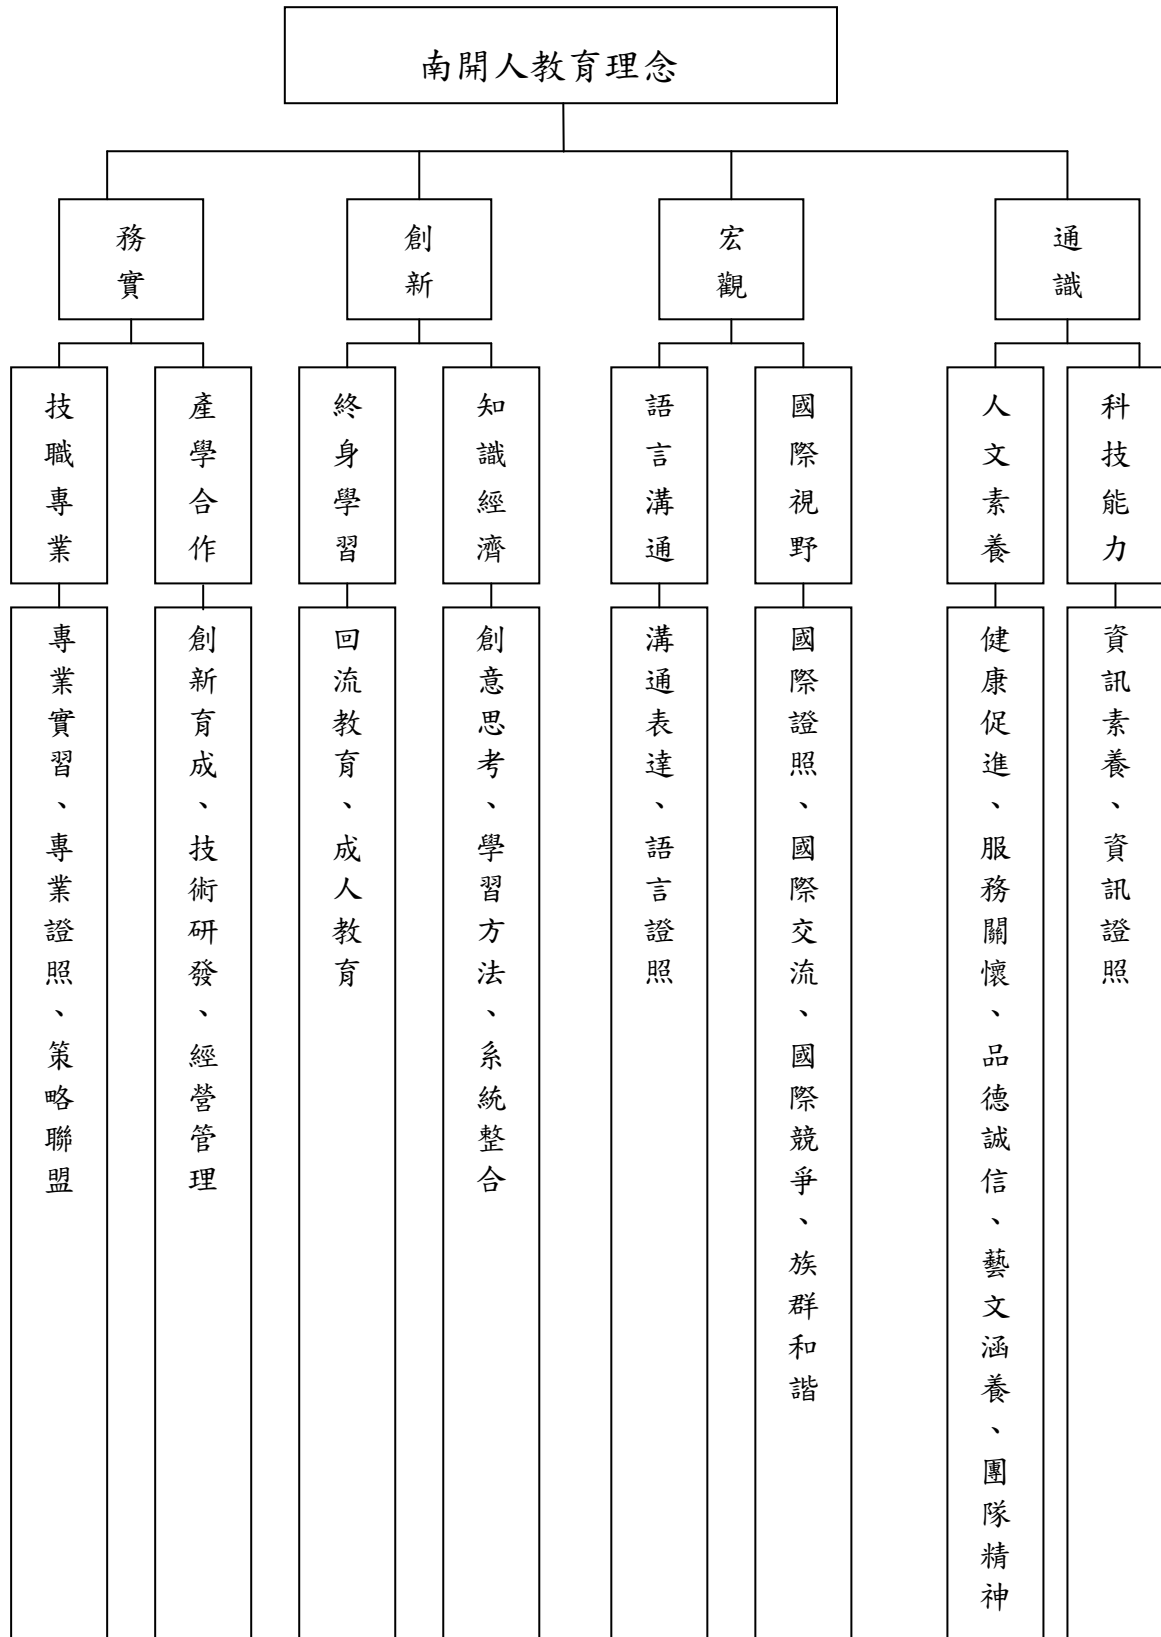 南開人教育理念
務實
創新
宏觀
通識
技職專業
產學合作
終身學習
知識經濟
語言溝通
國際視野
人文素養
科技能力
專業實習、專業證照、策略聯盟
創新育成、技術研發、經營管理
回流教育、成人教育
創意思考、學習方法、系統整合
溝通表達、語言證照
國際證照、國際交流、國際競爭、族群和諧
健康促進、服務關懷、品德誠信、藝文涵養、團隊精神
資訊素養、資訊證照